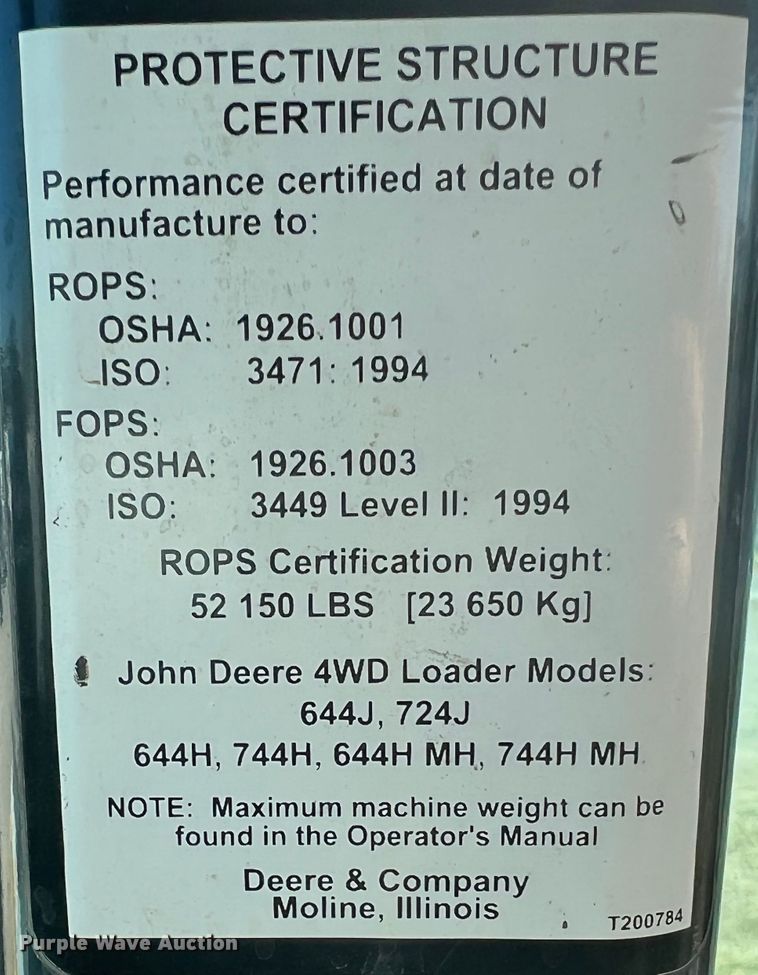 PROTECTIVE STRUCTURE
CERTIFICATION
Performance certified at date of
manufacture to:
ROPS:
OSHA: 1926.1001
ISO: 3471: 1994
FOPS:
OSHA: 1926.1003
ISO: 3449 Level II: 1994
ROPS Certification Weight:
52 150 LBS [23 650 Kg]
John Deere 4WD Loader Models:
644J, 724J
644H, 744H, 644H MH, 744H MH
NOTE: Maximum machine weight can be
found in the Operator's Manual
Deere & Company
Moline, Illinois
T200784
Purple Wave Auction